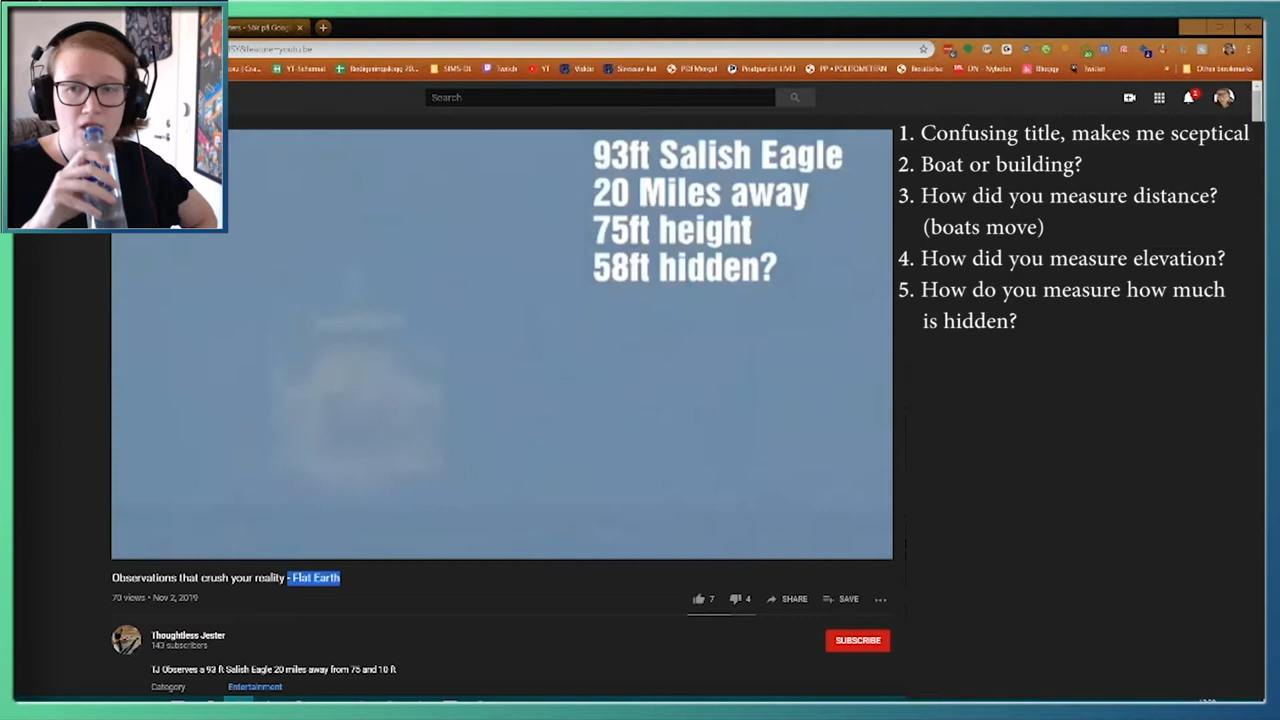 Search
93ft Salish Eagle
20 Miles away
75ft height
58ft hidden?
1. Confusing title, makes me sceptical
2. Boat or building?
3. How did you measure distance?
(boats move)
4. How did you measure elevation?
5. How do you measure how much
is hidden?
Observations that crush your reality - Flat Earth
70 views • Nov 2, 2019
7
4
SHARE
SAVE
Thoughtless Jester
143 subscribers
SUBSCRIBE
TJ Observes a 93 ft Salish Eagle 20 miles away from 75 and 10 ft
Category
Entertainment